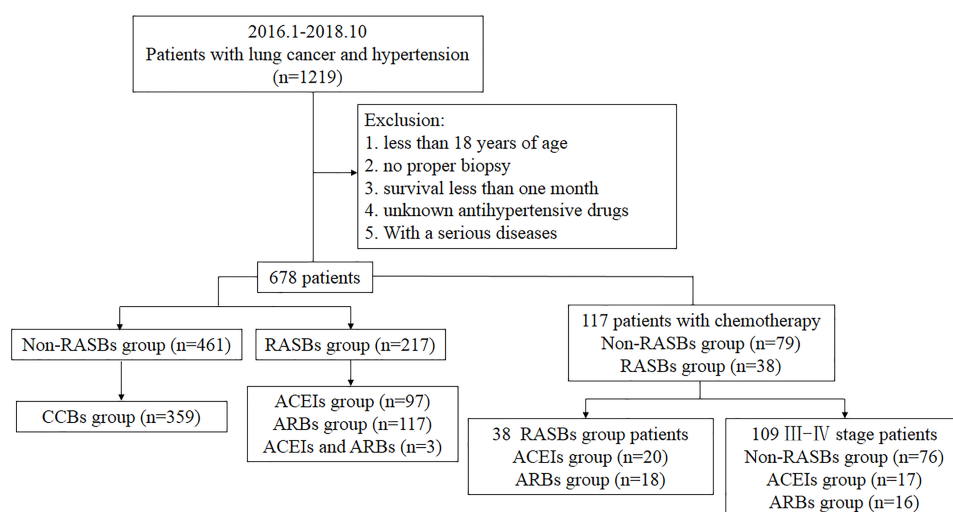 2016.1-2018.10
Patients with lung cancer and hypertension
(n=1219)
Exclusion:
1. less than 18 years of age
2. no proper biopsy
3. survival less than one month
4. unknown antihypertensive drugs
5. With a serious diseases
678 patients
Non-RASBs group (n=461)
RASBs group (n=217)
117 patients with chemotherapy
Non-RASBs group (n=79)
RASBs group (n=38)
CCBs group (n=359)
ACEIs group (n=97)
ARBs group (n=117)
ACEIs and ARBs (n=3)
38 RASBs group patients
ACEIs group (n=20)
ARBs group (n=18)
109 III-IV stage patients
Non-RASBs group (n=76)
ACEIs group (n=17)
ARBs group (n=16)